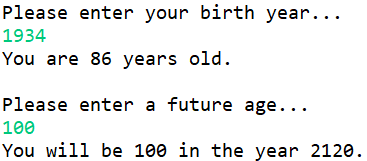 Please enter your birth year...
1934
You are 86 years old.
Please enter a future age...
100
You will be 100 in the year 2120.